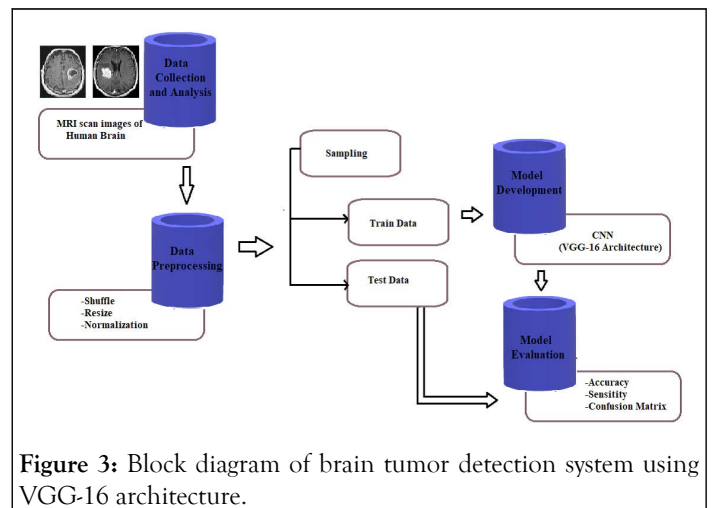 Data
Collection
and Analysis
MRI scan images of
Human Brain
Data
Preprocessing
-Shuffle
-Resize
-Normalization
Sampling
Train Data
Test Data
Model
Development
CNN
(VGG-16 Architecture)
Model
Evaluation
-Accuracy
-Sensitity
-Confusion Matrix
Figure 3: Block diagram of brain tumor detection system using
VGG-16 architecture.